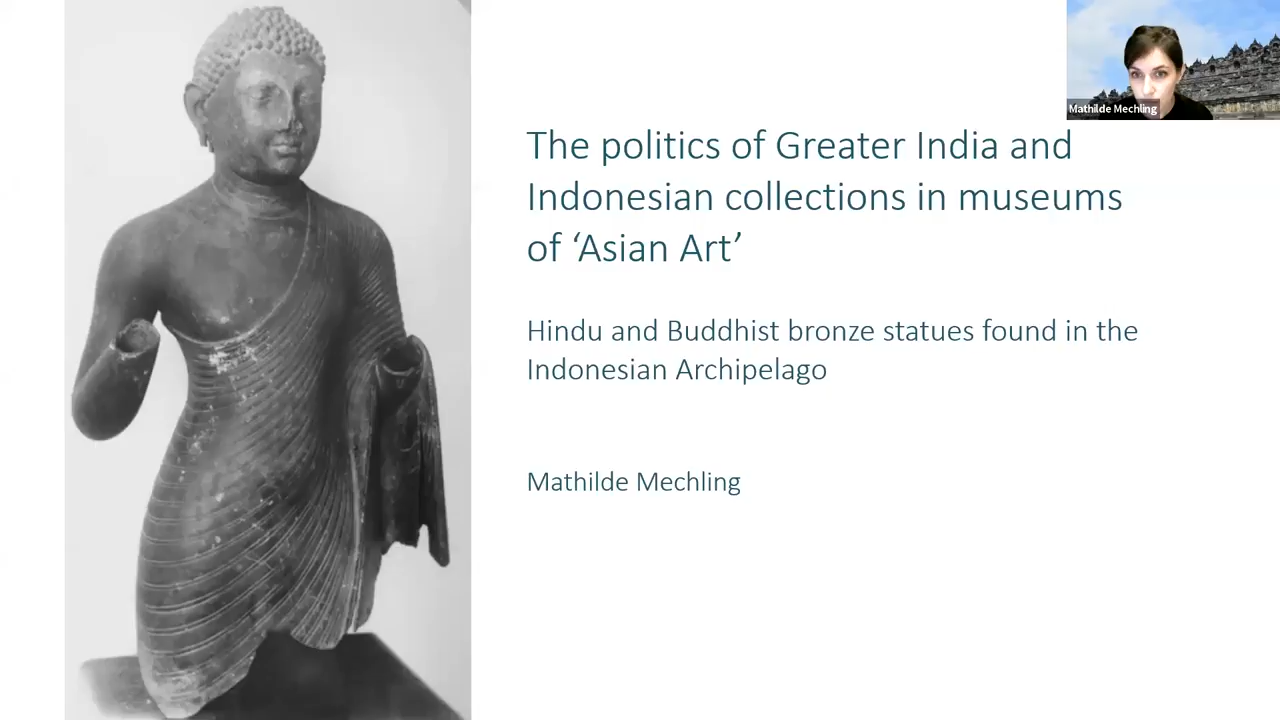 Mathilde Mechling
The politics of Greater India and
Indonesian collections in museums
of ‘Asian Art’
Hindu and Buddhist bronze statues found in the
Indonesian Archipelago
Mathilde Mechling